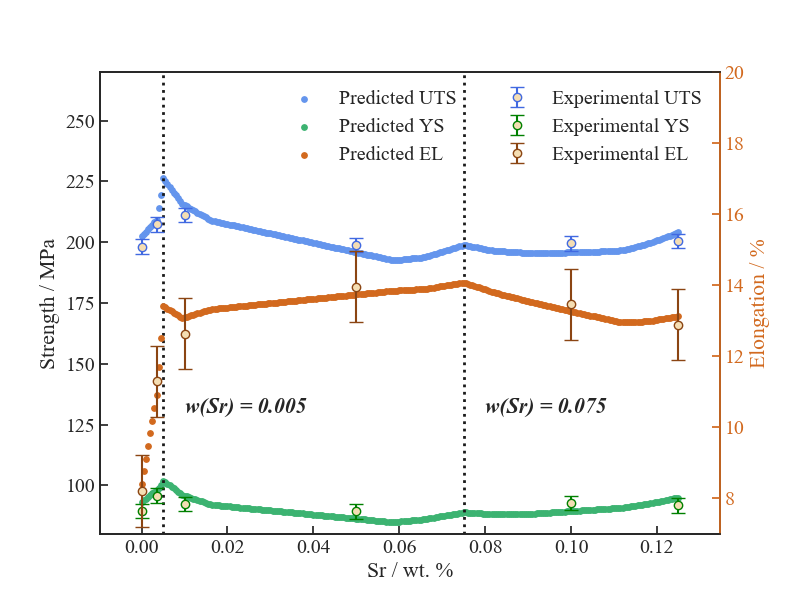 20
18
16
14
12
10
8
Elongation / %
250
225
200
175
150
125
100
Strength / MPa
Predicted UTS
Predicted YS
Predicted EL
Experimental UTS
Experimental YS
Experimental EL
w(Sr) = 0.005
w(Sr) = 0.075
0.00 0.02 0.04 0.06 0.08 0.10 0.12
Sr / wt. %